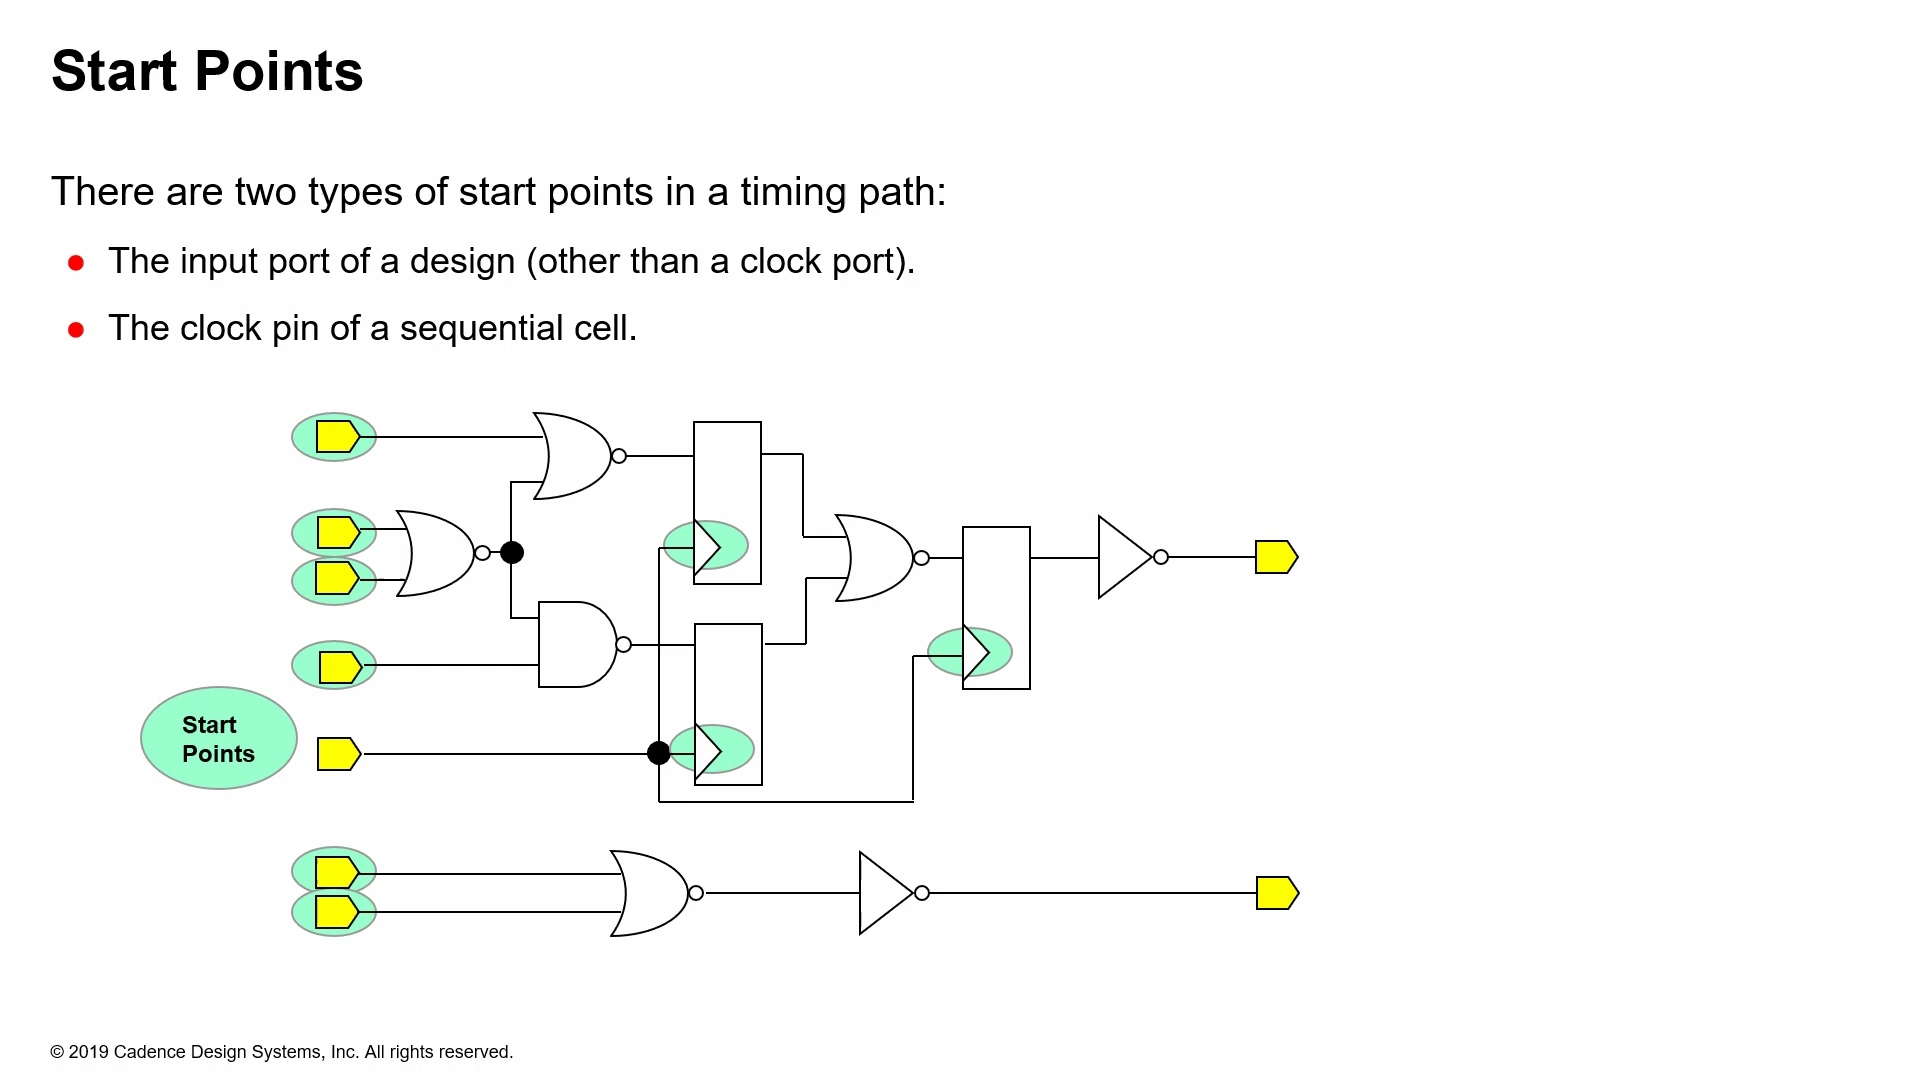 Start Points
There are two types of start points in a timing path:
The input port of a design (other than a clock port).
The clock pin of a sequential cell.
Start
Points
© 2019 Cadence Design Systems, Inc. All rights reserved.